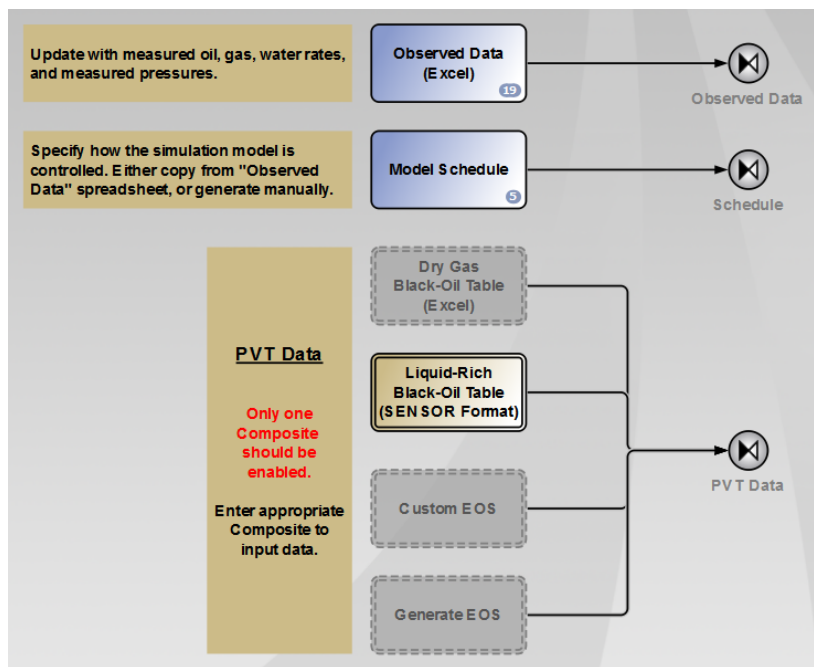 Update with measured oil, gas, water rates,
and measured pressures.
Observed Data
(Excel)
19
Observed Data
Specify how the simulation model is
controlled. Either copy from "Observed
Data" spreadsheet, or generate manually.
Model Schedule
5
Schedule
PVT Data
Only one
Composite
should be
enabled.
Enter appropriate
Composite to
input data.
Dry Gas
Black-Oil Table
(Excel)
Liquid-Rich
Black-Oil Table
(SENSOR Format)
Custom EOS
Generate EOS
PVT Data